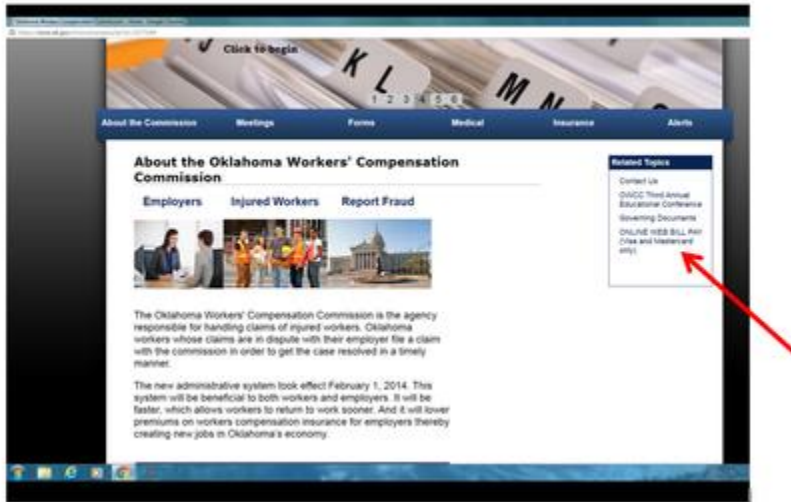 Click to begin
J
K
L
M
N
1 2 3 4 5 6
About the Commission Meetings Forms Medical Insurance Alerts
About the Oklahoma Workers' Compensation
Commission
Employers Injured Workers Report Fraud
The Oklahoma Workers' Compensation Commission is the agency
responsible for handling claims of injured workers. Oklahoma
workers whose claims are in dispute with their employer file a claim
with the commission in order to get the case resolved in a timely
manner.
The new administrative system took effect February 1, 2014. This
system will be beneficial to both workers and employers. It will be
faster, which allows workers to return to work sooner. And it will lower
premiums on workers compensation insurance for employers thereby
creating new jobs in Oklahoma's economy.
Related Topics
Contact Us
OWCC Third Annual
Educational Conference
Governing Documents
ONLINE WEB BILL PAY
(Visa and Mastercard
only)